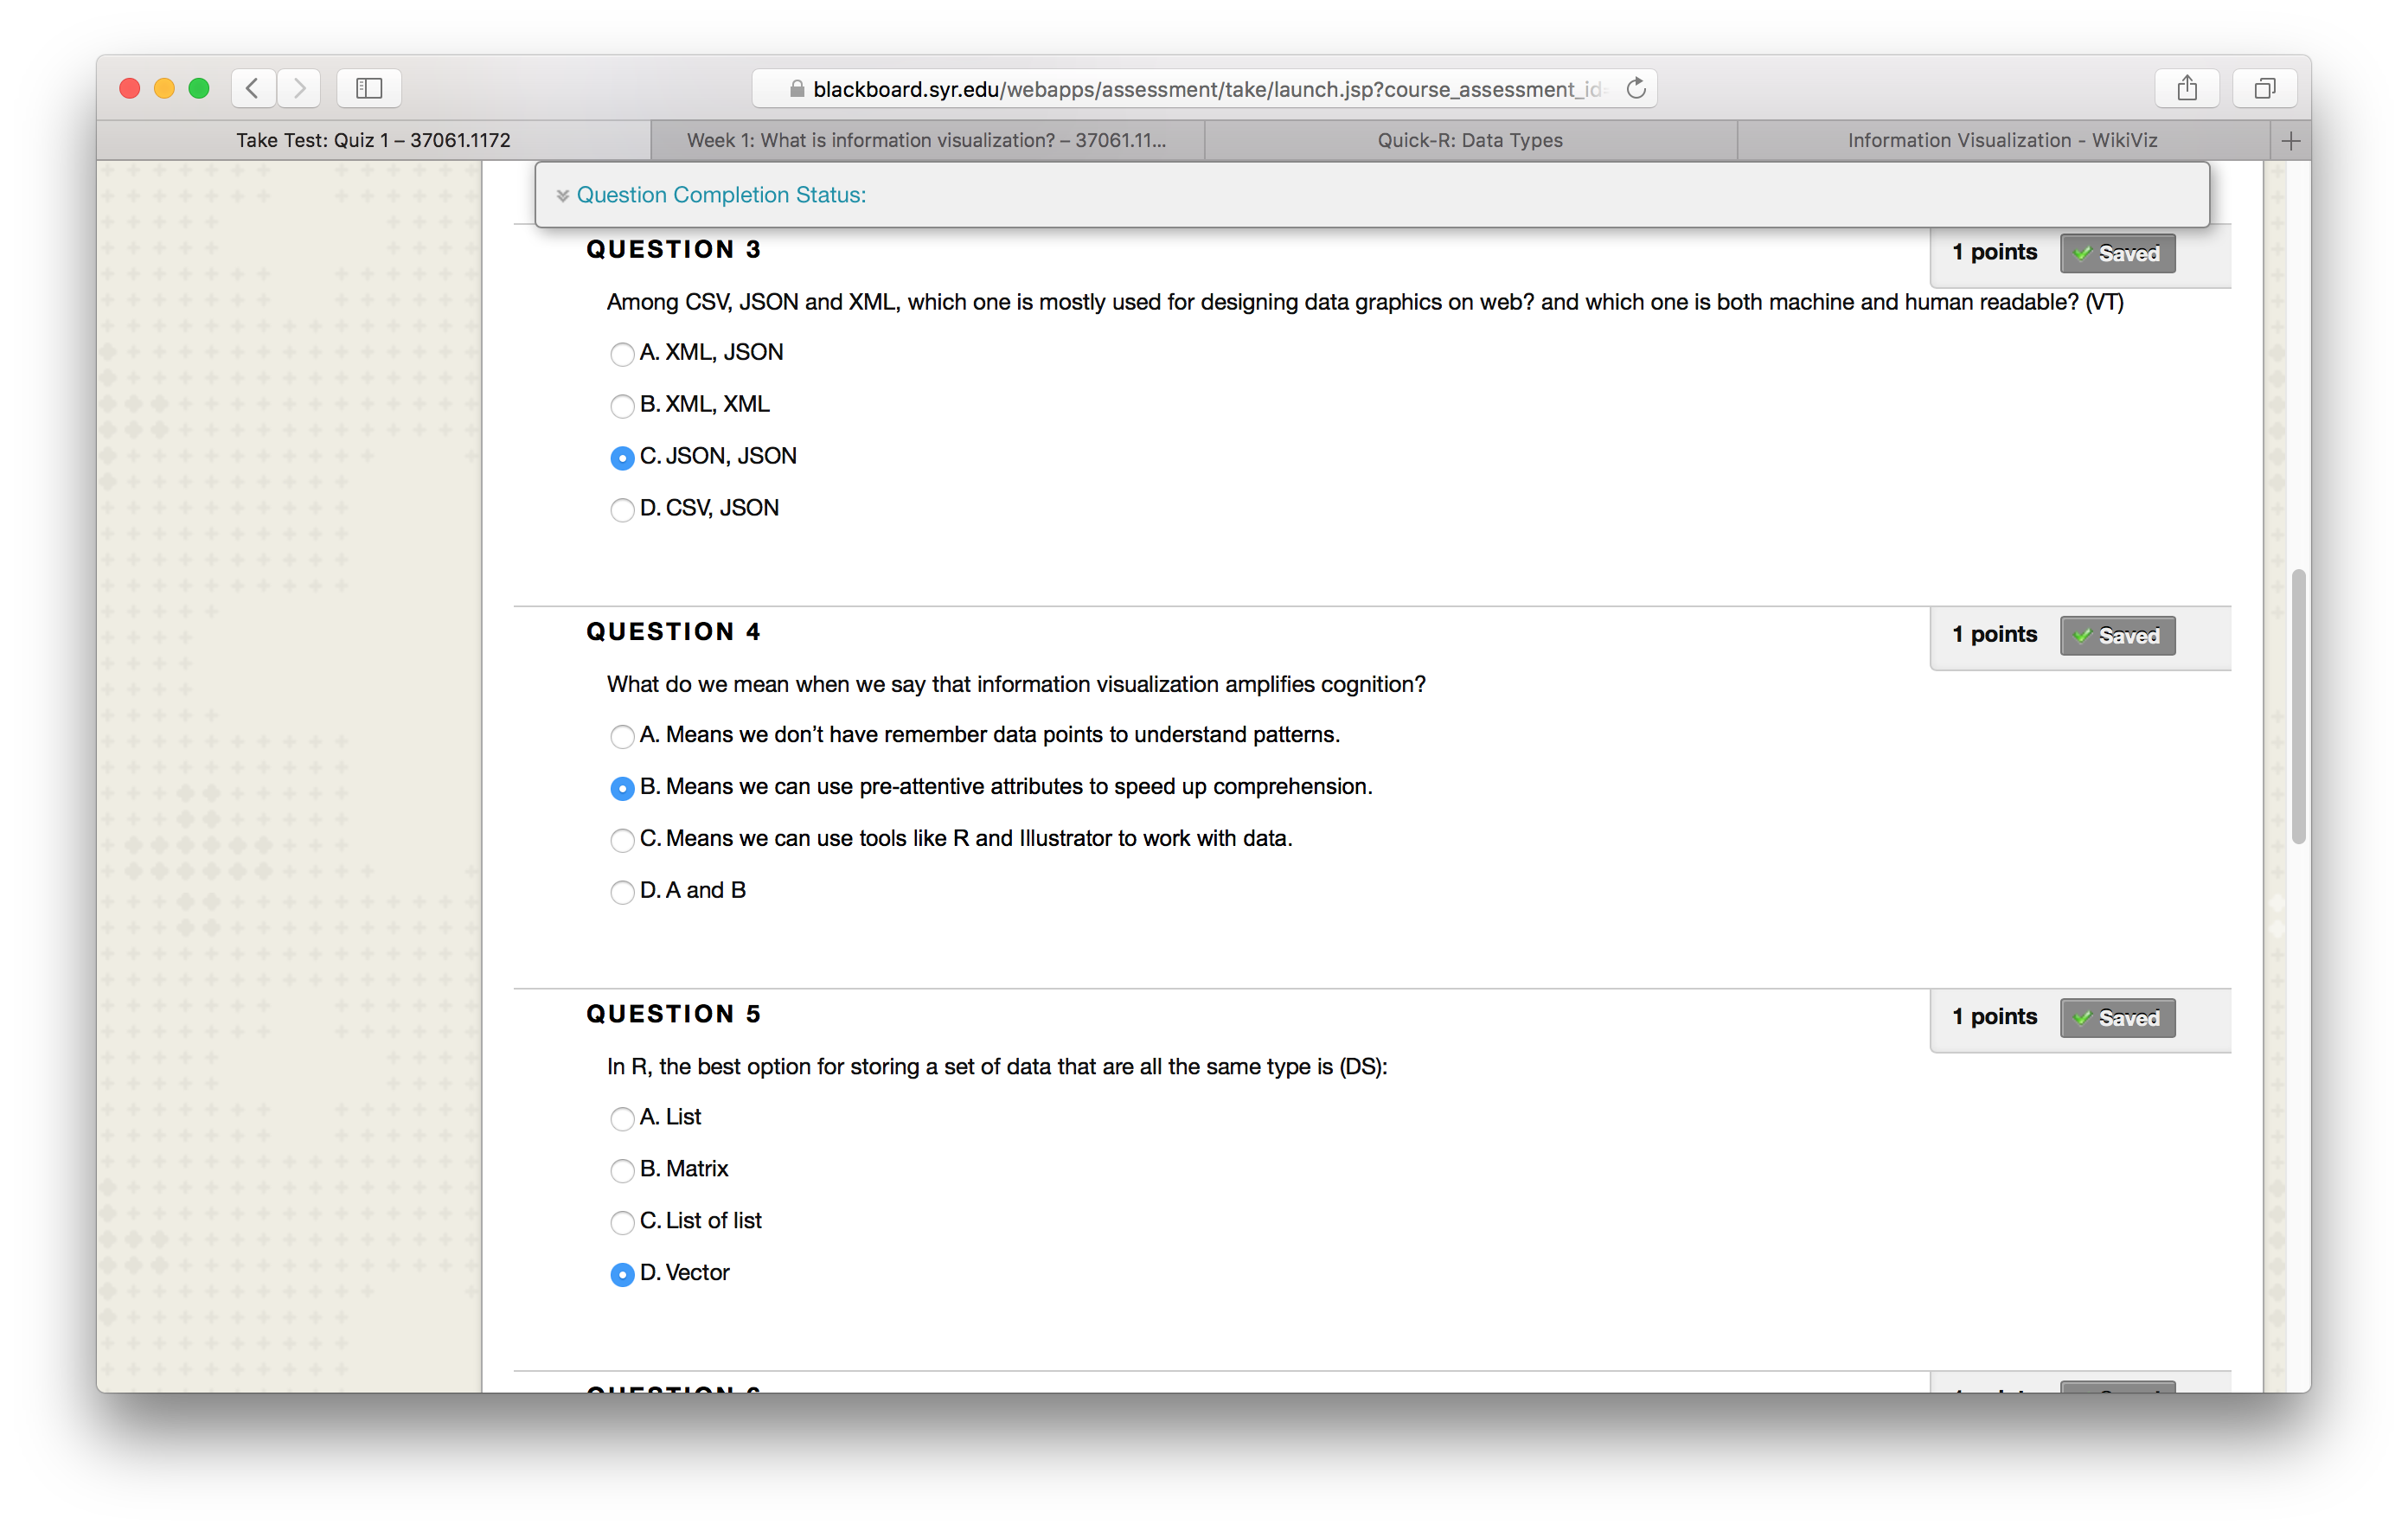 blackboard.syr.edu/webapps/assessment/take/launch.jsp?course_assessment_id=
Take Test: Quiz 1 – 37061.1172
Week 1: What is information visualization? – 37061.11...
Quick-R: Data Types
Information Visualization - WikiViz
Question Completion Status:
QUESTION 3
1 points
Saved
Among CSV, JSON and XML, which one is mostly used for designing data graphics on web? and which one is both machine and human readable? (VT)
A. XML, JSON
B. XML, XML
C. JSON, JSON
D. CSV, JSON
QUESTION 4
1 points
Saved
What do we mean when we say that information visualization amplifies cognition?
A. Means we don’t have remember data points to understand patterns.
B. Means we can use pre-attentive attributes to speed up comprehension.
C. Means we can use tools like R and Illustrator to work with data.
D. A and B
QUESTION 5
1 points
Saved
In R, the best option for storing a set of data that are all the same type is (DS):
A. List
B. Matrix
C. List of list
D. Vector